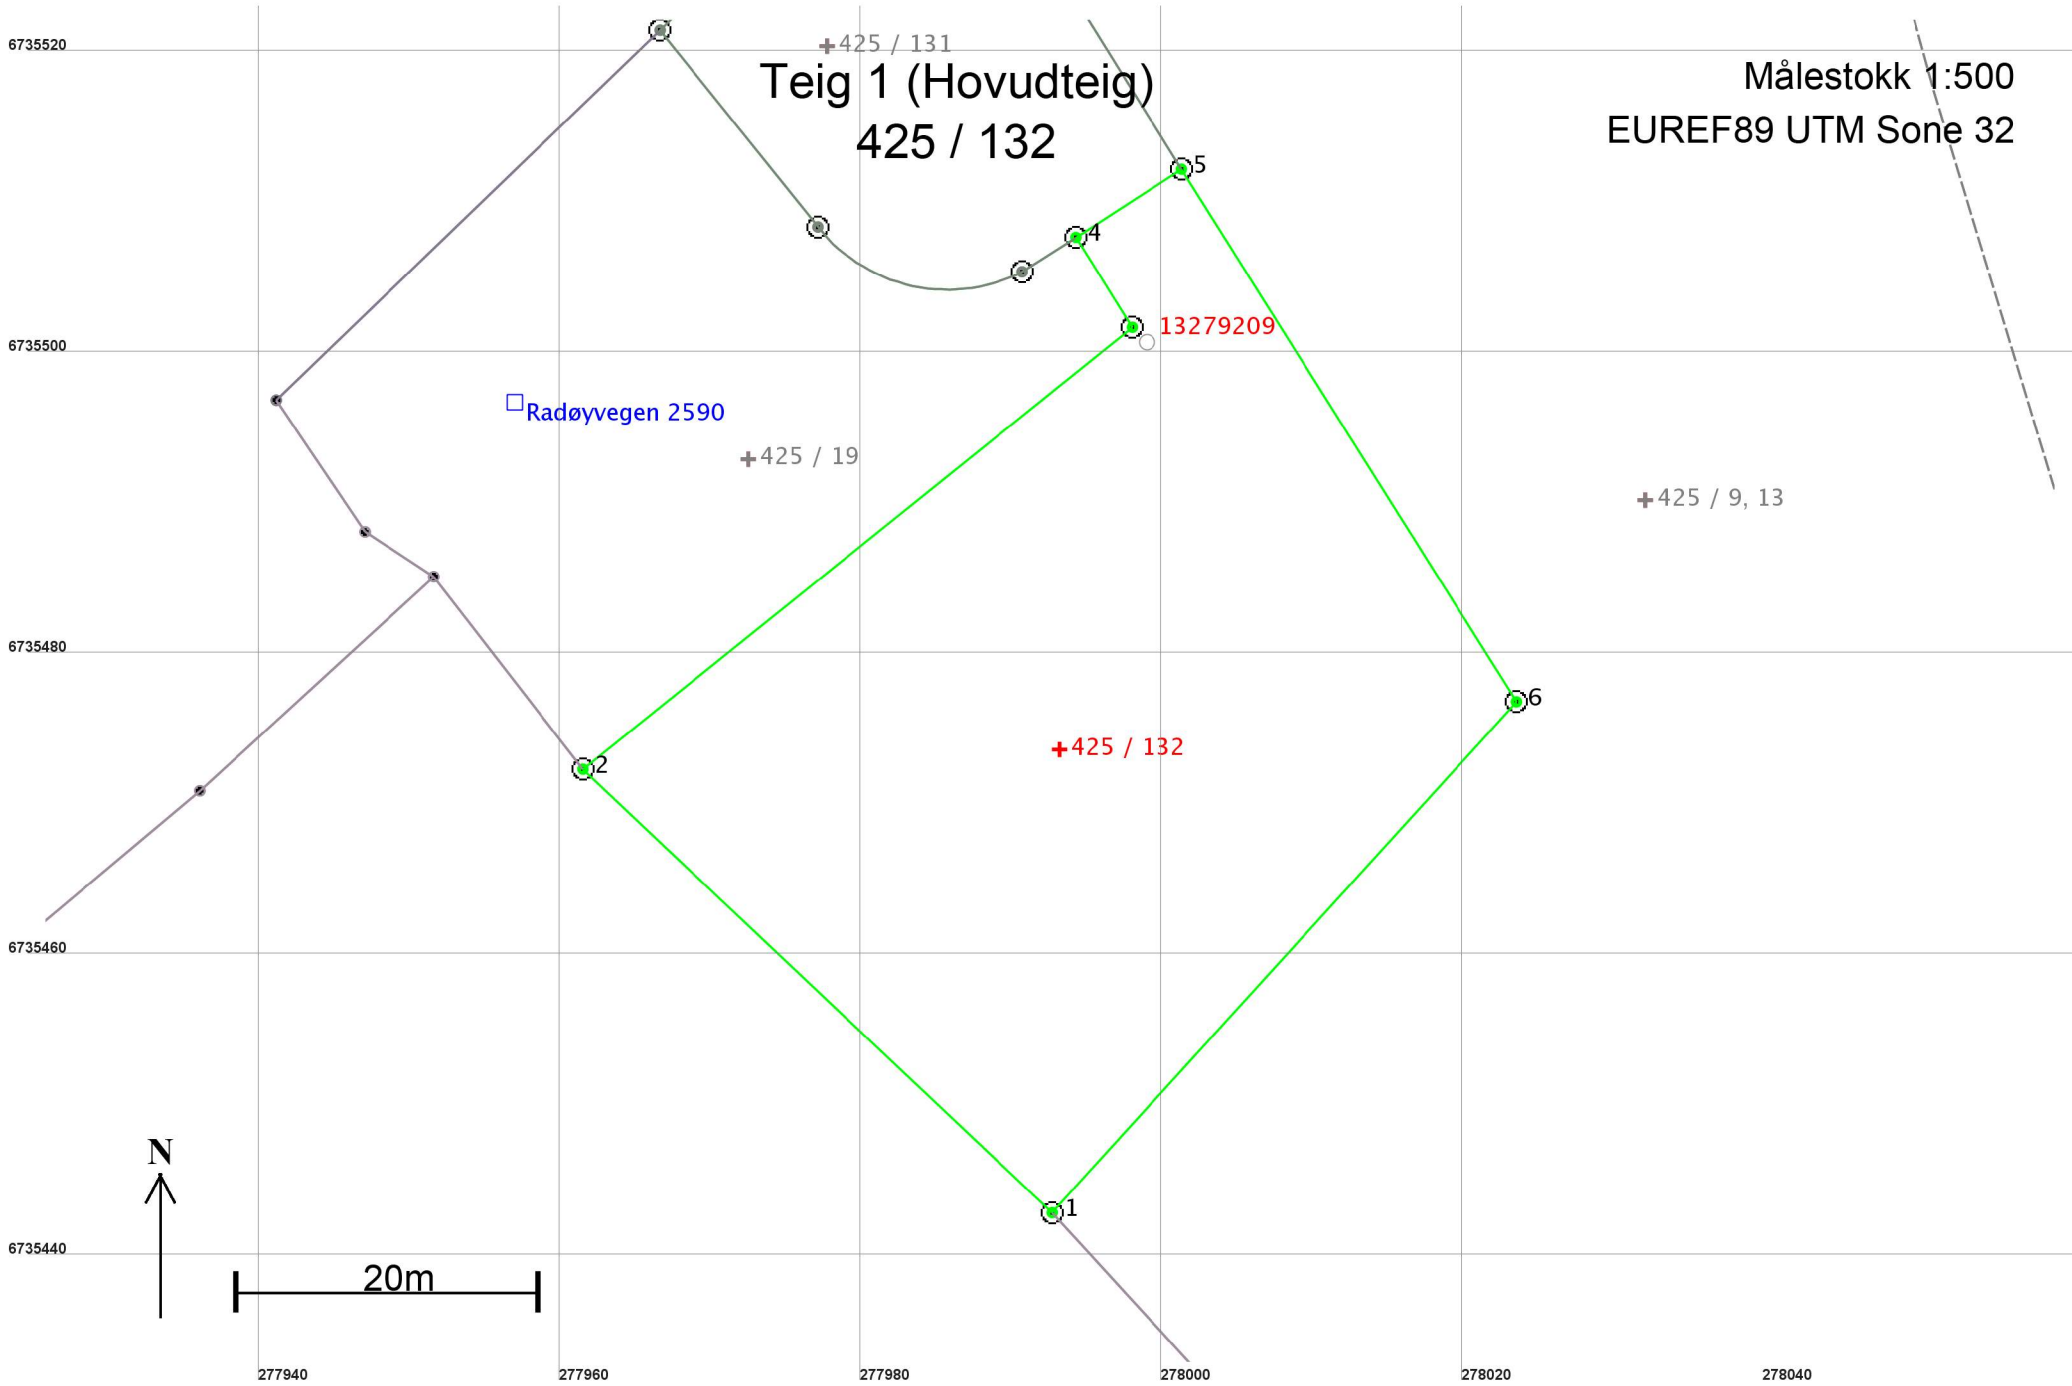 6735520
425 / 131
Teig 1 (Hovudteig)
425 / 132
Målestokk 1:500
EUREF89 UTM Sone 32
5
4
13279209
6735500
Radøyvegen 2590
425 / 19
425 / 9, 13
6735480
6
425 / 132
2
6735460
1
N
6735440
20m
277940
277960
277980
278000
278020
278040